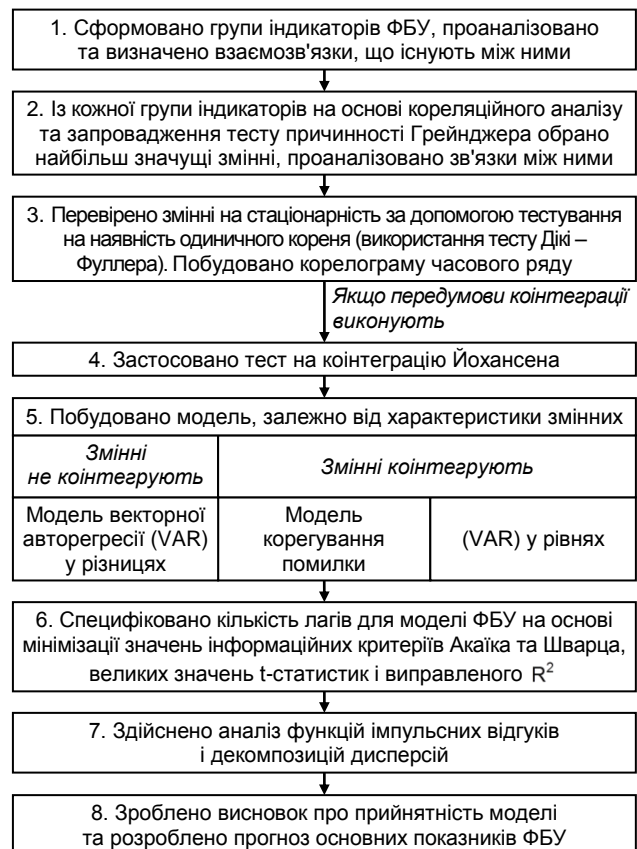 1. Сформовано групи індикаторів ФБУ, проаналізовано
та визначено взаємозв'язки, що існують між ними
2. Із кожної групи індикаторів на основі кореляційного аналізу
та запровадження тесту причинності Грейнджера обрано
найбільш значущі змінні, проаналізовано зв'язки між ними
3. Перевірено змінні на стаціонарність за допомогою тестування
на наявність одиничного кореня (використання тесту Дікі –
Фуллера). Побудовано корелограму часового ряду
Якщо передумови коінтеграції
виконують
4. Застосовано тест на коінтеграцію Йохансена
5. Побудовано модель, залежно від характеристики змінних
Змінні
не коінтегрують
Змінні коінтегрують
Модель векторної
авторегресії (VAR)
у різницях
Модель
корегування
помилки
(VAR) у рівнях
6. Специфіковано кількість лагів для моделі ФБУ на основі
мінімізації значень інформаційних критеріїв Акаїка та Шварца,
великих значень t-статистик і виправленого R²
7. Здійснено аналіз функцій імпульсних відгуків
і декомпозицій дисперсій
8. Зроблено висновок про прийнятність моделі
та розроблено прогноз основних показників ФБУ